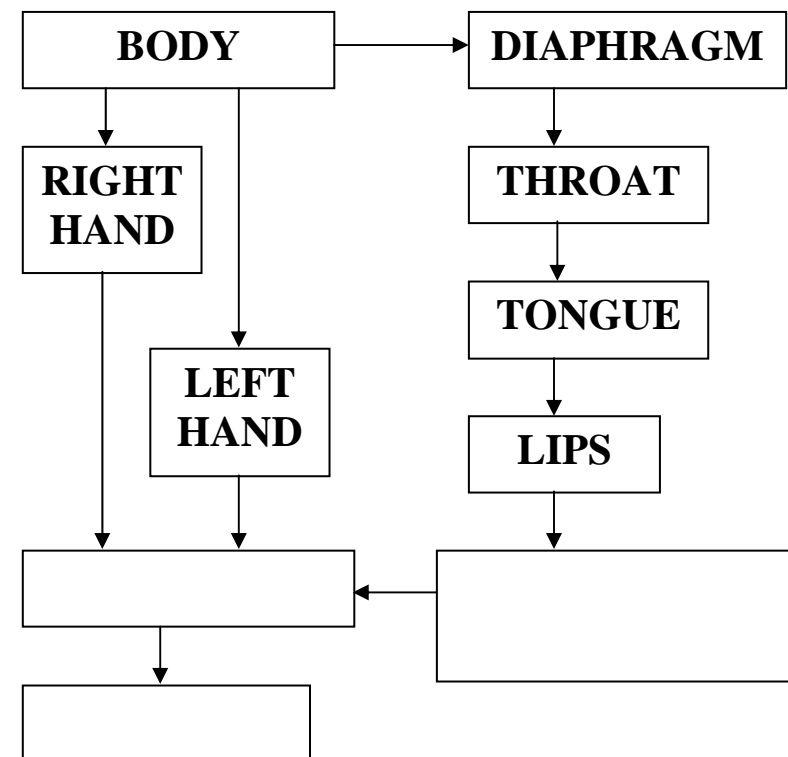 BODY
DIAPHRAGM
RIGHT
HAND
THROAT
TONGUE
LEFT
HAND
LIPS